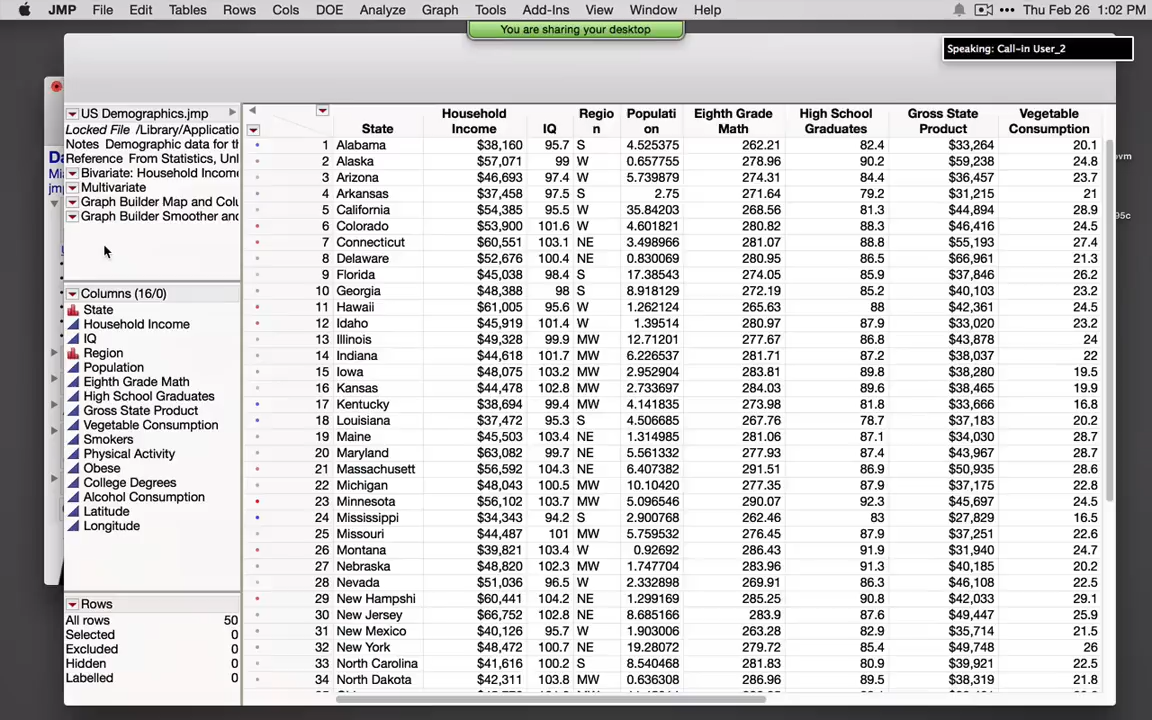 JMP File Edit Tables Rows Cols DOE Analyze Graph Tools Add-Ins View Window Help Thu Feb 26 1:02 PM
You are sharing your desktop
Speaking: Call-in User_2
US Demographics.jmp
Locked File /Library/Applicatio
Notes Demographic data for th
Reference From Statistics, Unl
Bivariate: Household Income
Multivariate
Graph Builder Map and Colu
Graph Builder Smoother and
Columns (16/0)
State
Household Income
IQ
Region
Population
Eighth Grade Math
High School Graduates
Gross State Product
Vegetable Consumption
Smokers
Physical Activity
Obese
College Degrees
Alcohol Consumption
Latitude
Longitude
Rows
All rows 50
Selected 0
Excluded 0
Hidden 0
Labelled 0
Household Regio Populati Eighth Grade High School Gross State Vegetable
State Income IQ n on Math Graduates Product Consumption
1 Alabama $38,160 95.7 S 4.525375 262.21 82.4 $33,264 20.1
2 Alaska $57,071 99 W 0.657755 278.96 90.2 $59,238 24.8
3 Arizona $46,693 97.4 W 5.739879 274.31 84.4 $36,457 23.7
4 Arkansas $37,458 97.5 S 2.75 271.64 79.2 $31,215 21
5 California $54,385 95.5 W 35.84203 268.56 81.3 $44,894 28.9
6 Colorado $53,900 101.6 W 4.601821 280.82 88.3 $46,416 24.5
7 Connecticut $60,551 103.1 NE 3.498966 281.07 88.8 $55,193 27.4
8 Delaware $52,676 100.4 NE 0.830069 280.95 86.5 $66,961 21.3
9 Florida $45,038 98.4 S 17.38543 274.05 85.9 $37,846 26.2
10 Georgia $48,388 98 S 8.918129 272.19 85.2 $40,103 23.2
11 Hawaii $61,005 95.6 W 1.262124 265.63 88 $42,361 24.5
12 Idaho $45,919 101.4 W 1.39514 280.97 87.9 $33,020 23.2
13 Illinois $49,328 99.9 MW 12.71201 277.67 86.8 $43,878 24
14 Indiana $44,618 101.7 MW 6.226537 281.71 87.2 $38,037 22
15 Iowa $48,075 103.2 MW 2.952904 283.81 89.8 $38,280 19.5
16 Kansas $44,478 102.8 MW 2.733697 284.03 89.6 $38,465 19.9
17 Kentucky $38,694 99.4 MW 4.141835 273.98 81.8 $33,666 16.8
18 Louisiana $37,472 95.3 S 4.506685 267.76 78.7 $37,183 20.2
19 Maine $45,503 103.4 NE 1.314985 281.06 87.1 $34,030 28.7
20 Maryland $63,082 99.7 NE 5.561332 277.93 87.4 $43,967 28.7
21 Massachusett $56,592 104.3 NE 6.407382 291.51 86.9 $50,935 28.6
22 Michigan $48,043 100.5 MW 10.10420 277.35 87.9 $37,175 22.8
23 Minnesota $56,102 103.7 MW 5.096546 290.07 92.3 $45,697 24.5
24 Mississippi $34,343 94.2 S 2.900768 262.46 83 $27,829 16.5
25 Missouri $44,487 101 MW 5.759532 276.45 87.9 $37,251 22.6
26 Montana $39,821 103.4 W 0.92692 286.43 91.9 $31,940 24.7
27 Nebraska $48,820 102.3 MW 1.747704 283.96 91.3 $40,185 20.2
28 Nevada $51,036 96.5 W 2.332898 269.91 86.3 $46,108 22.5
29 New Hampshi $60,441 104.2 NE 1.299169 285.25 90.8 $42,033 29.1
30 New Jersey $66,752 102.8 NE 8.685166 283.9 87.6 $49,447 25.9
31 New Mexico $40,126 95.7 W 1.903006 263.28 82.9 $35,714 21.5
32 New York $48,472 100.7 NE 19.28072 279.72 85.4 $49,748 26
33 North Carolina $41,616 100.2 S 8.540468 281.83 80.9 $39,921 22.5
34 North Dakota $41,312 103.8 MW 0.636308 286.96 89.5 $38,319 21.8